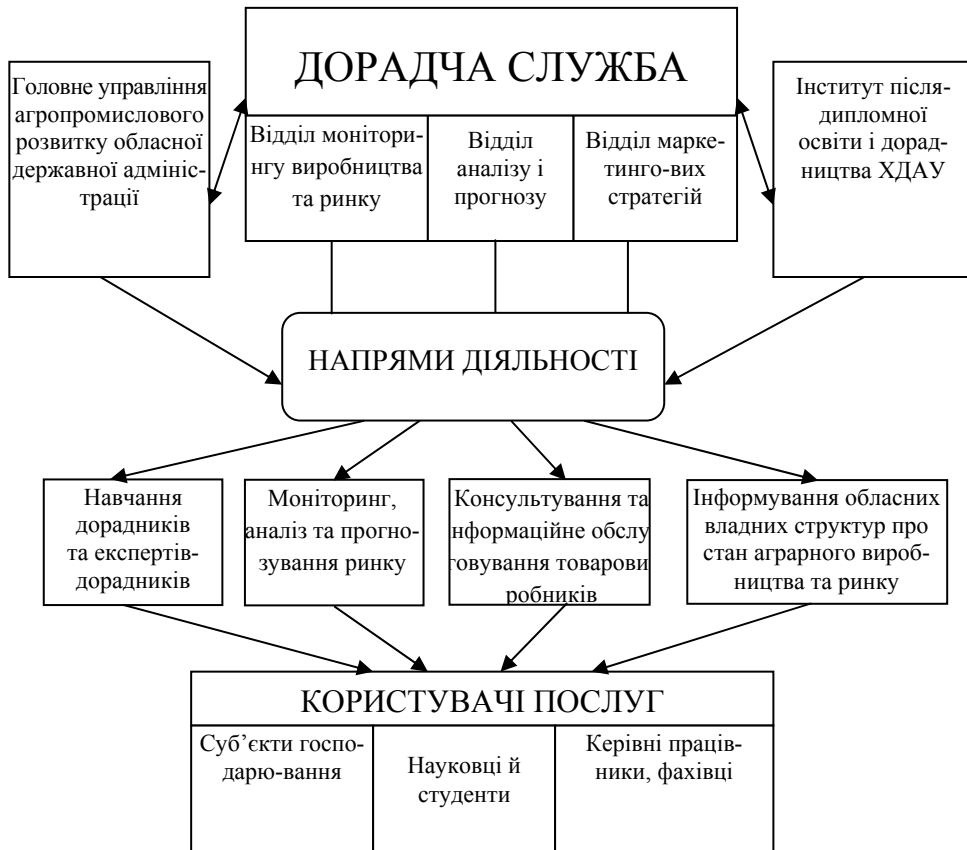 ДОРАДЧА СЛУЖБА
Головне управління
агропромислового
розвитку обласної
державної адмініс-
трації
Відділ монітори-
нгу виробництва
та ринку
Відділ
аналізу і
прогнозу
Відділ марке-
тинго-вих
стратегій
Інститут після-
дипломної
освіти і дорад-
ництва ХДАУ
НАПРЯМИ ДІЯЛЬНОСТІ
Навчання
дорадників
та експертів-
дорадників
Моніторинг,
аналіз та прогно-
зування ринку
Консультування та
інформаційне обслу
говування товарови
робників
Інформування обласних
владних структур про
стан аграрного вироб-
ництва та ринку
КОРИСТУВАЧІ ПОСЛУГ
Суб’єкти госпо-
дарю-вання
Науковці й
студенти
Керівні праців-
ники, фахівці